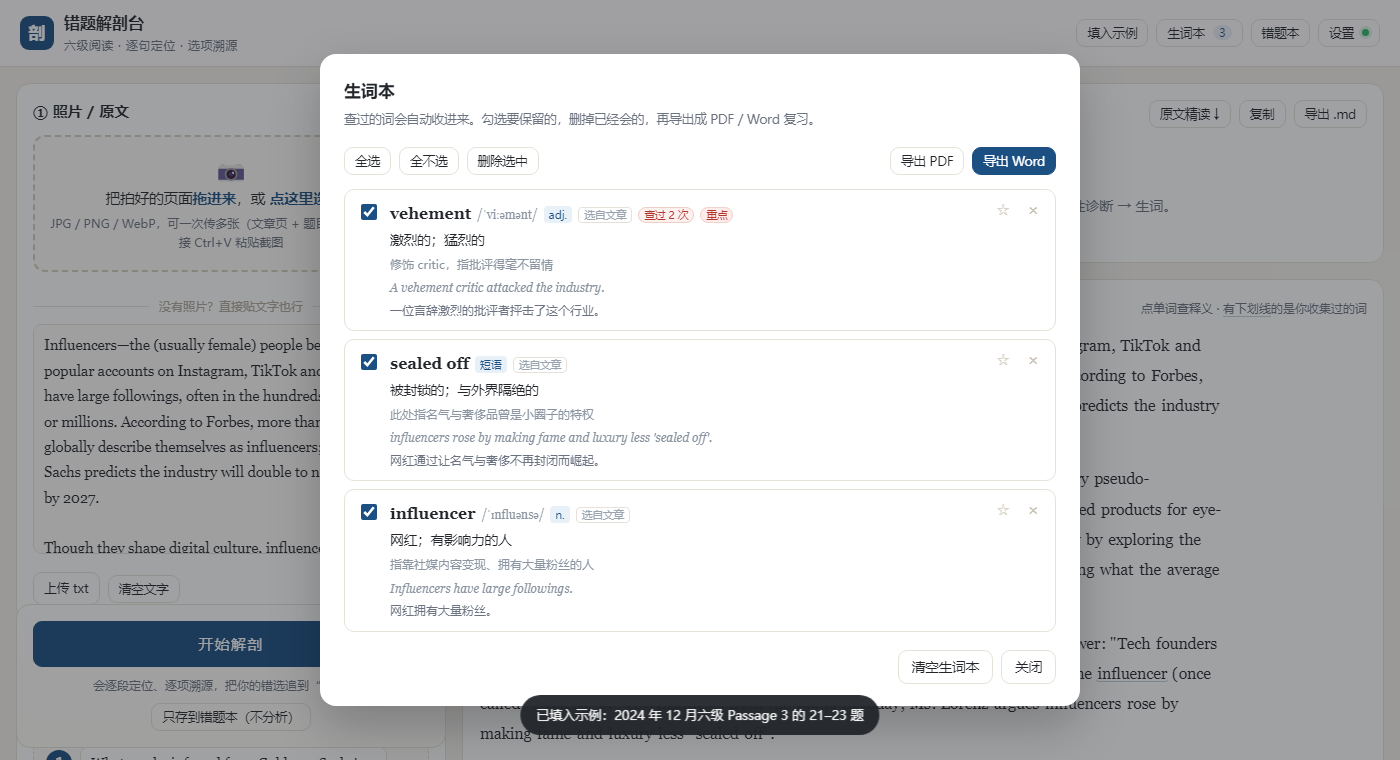 剖
错题解剖台
六级阅读 · 逐句定位 · 选项溯源
填入示例
生词本 3
错题本
设置
① 照片 / 原文
把拍好的页面拖进来，或 点这里
JPG / PNG / WebP，可一次传多张（文章页 + 题
接 Ctrl+V 粘贴截图
没有照片？直接贴文字也行
Influencers—the (usually female) people be
popular accounts on Instagram, TikTok and
have large followings, often in the hundreds
or millions. According to Forbes, more than
globally describe themselves as influencers;
Sachs predicts the industry will double to n
by 2027.
Though they shape digital culture, influence
上传 txt
清空文字
开始解剖
会逐段定位、逐项溯源，把你的错选追到 "
只存到错题本（不分析）
生词本
查过的词会自动收进来。勾选要保留的，删掉已经会的，再导出成 PDF / Word 复习。
全选
全不选
删除选中
导出 PDF
导出 Word
vehement /ˈviːəmənt/ adj. 选自文章 查过 2 次 重点 ☆ ×
激烈的；猛烈的
修饰 critic，指批评得毫不留情
A vehement critic attacked the industry.
一位言辞激烈的批评者抨击了这个行业。
sealed off 短语 选自文章 ☆ ×
被封锁的；与外界隔绝的
此处指名气与奢侈品曾是小圈子的特权
influencers rose by making fame and luxury less 'sealed off'.
网红通过让名气与奢侈不再封闭而崛起。
influencer /ˈɪnfluənsə/ n. 选自文章 ☆ ×
网红；有影响力的人
指靠社媒内容变现、拥有大量粉丝的人
Influencers have large followings.
网红拥有大量粉丝。
清空生词本
关闭
已填入示例：2024 年 12 月六级 Passage 3 的 21–23 题
原文精读↓
复制
导出 .md
性诊断 → 生词。
点单词查释义 · 有下划线的是你收集过的词
gram, TikTok and
cording to Forbes,
predicts the industry
y pseudo-
ed products for eye-
by exploring the
ng what the average
ver: "Tech founders
he influencer (once
day, Ms. Lorenz argues influencers rose by
making fame and luxury less "sealed off".